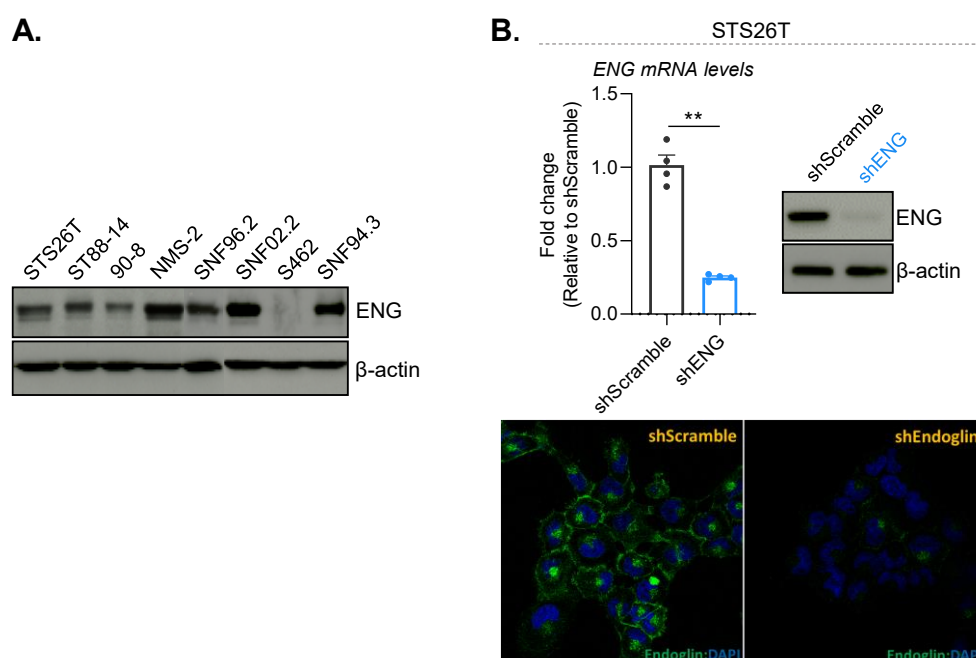 A.
STS26T
ST88-14
90-8
NMS-2
SNF96.2
SNF02.2
S462
SNF94.3
ENG
β-actin
B.
STS26T
ENG mRNA levels
Fold change
(Relative to shScramble)
1.5
1.0
0.5
0.0
**
shScramble
shENG
shScramble
shENG
ENG
β-actin
shScramble
Endoglin:DAPI
shEndoglin
Endoglin:DAPI